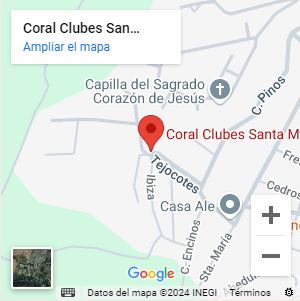 Coral Clubes San…
Ampliar el mapa
Capilla del Sagrado
Corazón de Jesús
C. Pinos
Coral Clubes Santa M
Tejocotes
Ibiza
Cedros
Casa Ale
C. Encinos
Sta. María
Google
Datos del mapa ©2024 INEGI
Términos